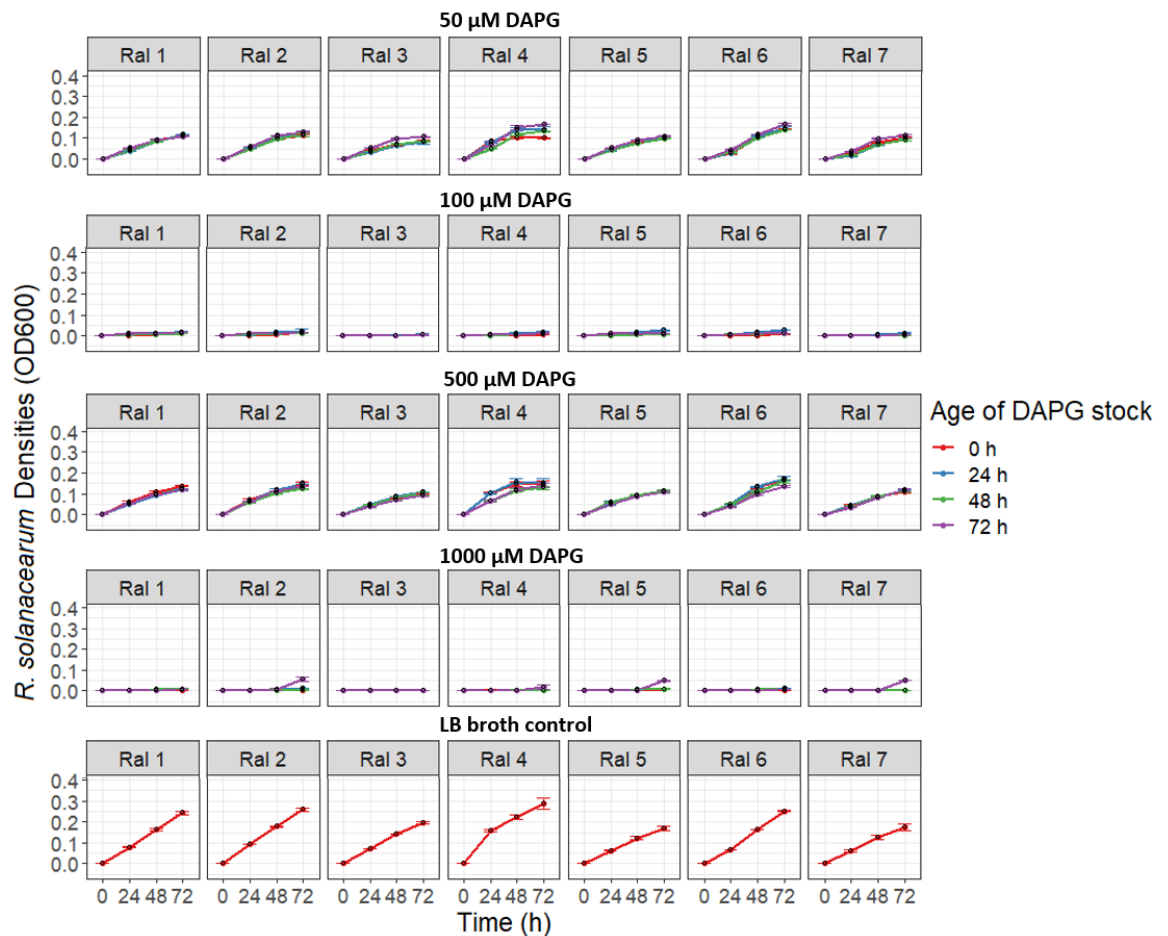 50 µM DAPG
Ral 1 Ral 2 Ral 3 Ral 4 Ral 5 Ral 6 Ral 7
0.4
0.3
0.2
0.1
0.0
100 µM DAPG
Ral 1 Ral 2 Ral 3 Ral 4 Ral 5 Ral 6 Ral 7
0.4
0.3
0.2
0.1
0.0
500 µM DAPG
Ral 1 Ral 2 Ral 3 Ral 4 Ral 5 Ral 6 Ral 7
0.4
0.3
0.2
0.1
0.0
1000 µM DAPG
Ral 1 Ral 2 Ral 3 Ral 4 Ral 5 Ral 6 Ral 7
0.4
0.3
0.2
0.1
0.0
LB broth control
Ral 1 Ral 2 Ral 3 Ral 4 Ral 5 Ral 6 Ral 7
0.4
0.3
0.2
0.1
0.0
0 24 48 72 0 24 48 72 0 24 48 72 0 24 48 72 0 24 48 72 0 24 48 72 0 24 48 72
Time (h)
R. solanacearum Densities (OD600)
Age of DAPG stock
0 h
24 h
48 h
72 h